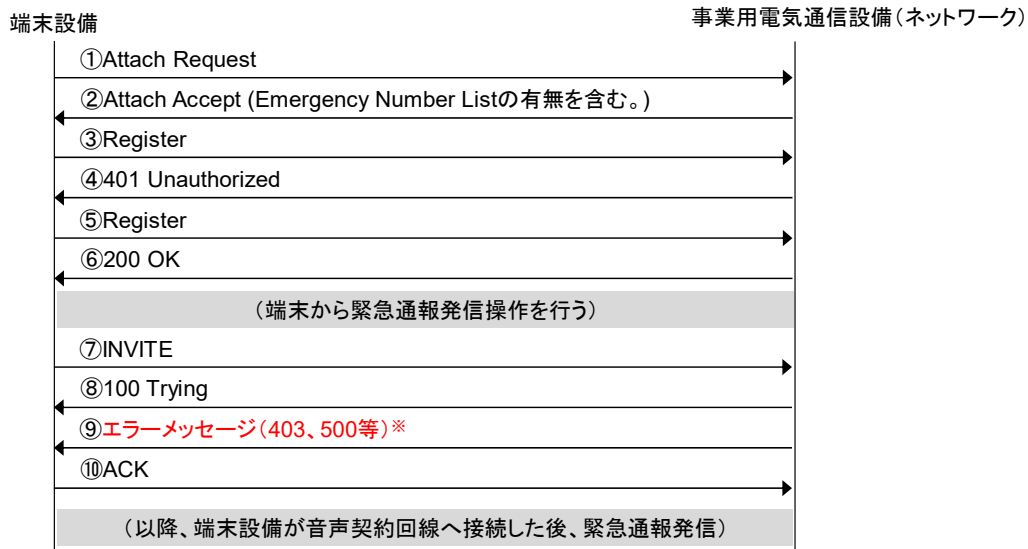 端末設備
事業用電気通信設備(ネットワーク)
①Attach Request
②Attach Accept (Emergency Number Listの有無を含む。)
③Register
④401 Unauthorized
⑤Register
⑥200 OK
(端末から緊急通報発信操作を行う)
⑦INVITE
⑧100 Trying
⑨エラーメッセージ(403、500等)※
⑩ACK
(以降、端末設備が音声契約回線へ接続した後、緊急通報発信)